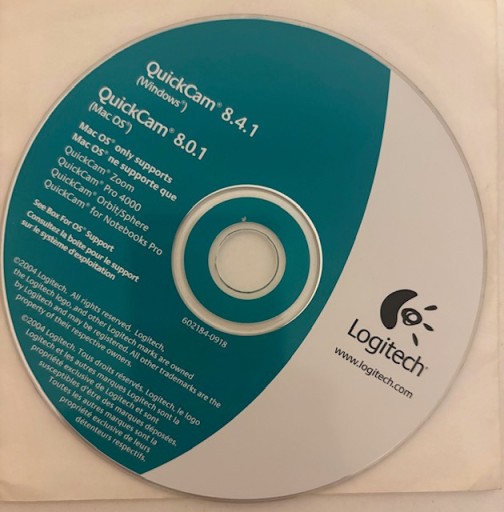 QuickCam® 8.4.1
(Windows®)
QuickCam® 8.0.1
(Mac OS®)
Mac OS® only supports
Mac OS® ne supporte que
QuickCam® Zoom
QuickCam® Pro 4000
QuickCam® Orbit/Sphere
QuickCam® for Notebooks Pro
See Box For OS® Support
Consultez la boite pour le support
sur le système d'exploitation
©2004 Logitech. All rights reserved. Logitech,
the Logitech logo, and other Logitech marks are owned
by Logitech and may be registered. All other trademarks are the
property of their respective owners.
©2004 Logitech. Tous droits réservés. Logitech, le logo
Logitech et les autres marques Logitech sont la
propriété exclusive de Logitech et sont
susceptibles d'être des marques déposées.
Toutes les autres marques sont la
propriété exclusive de leurs
détenteurs respectifs.
602184-0918
Logitech®
www.logitech.com